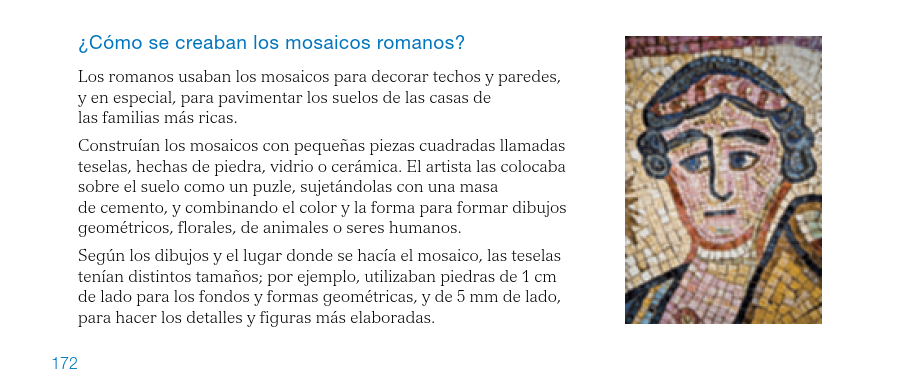 ¿Cómo se creaban los mosaicos romanos?
Los romanos usaban los mosaicos para decorar techos y paredes,
y en especial, para pavimentar los suelos de las casas de
las familias más ricas.
Construían los mosaicos con pequeñas piezas cuadradas llamadas
teselas, hechas de piedra, vidrio o cerámica. El artista las colocaba
sobre el suelo como un puzle, sujetándolas con una masa
de cemento, y combinando el color y la forma para formar dibujos
geométricos, florales, de animales o seres humanos.
Según los dibujos y el lugar donde se hacía el mosaico, las teselas
tenían distintos tamaños; por ejemplo, utilizaban piedras de 1 cm
de lado para los fondos y formas geométricas, y de 5 mm de lado,
para hacer los detalles y figuras más elaboradas.
172